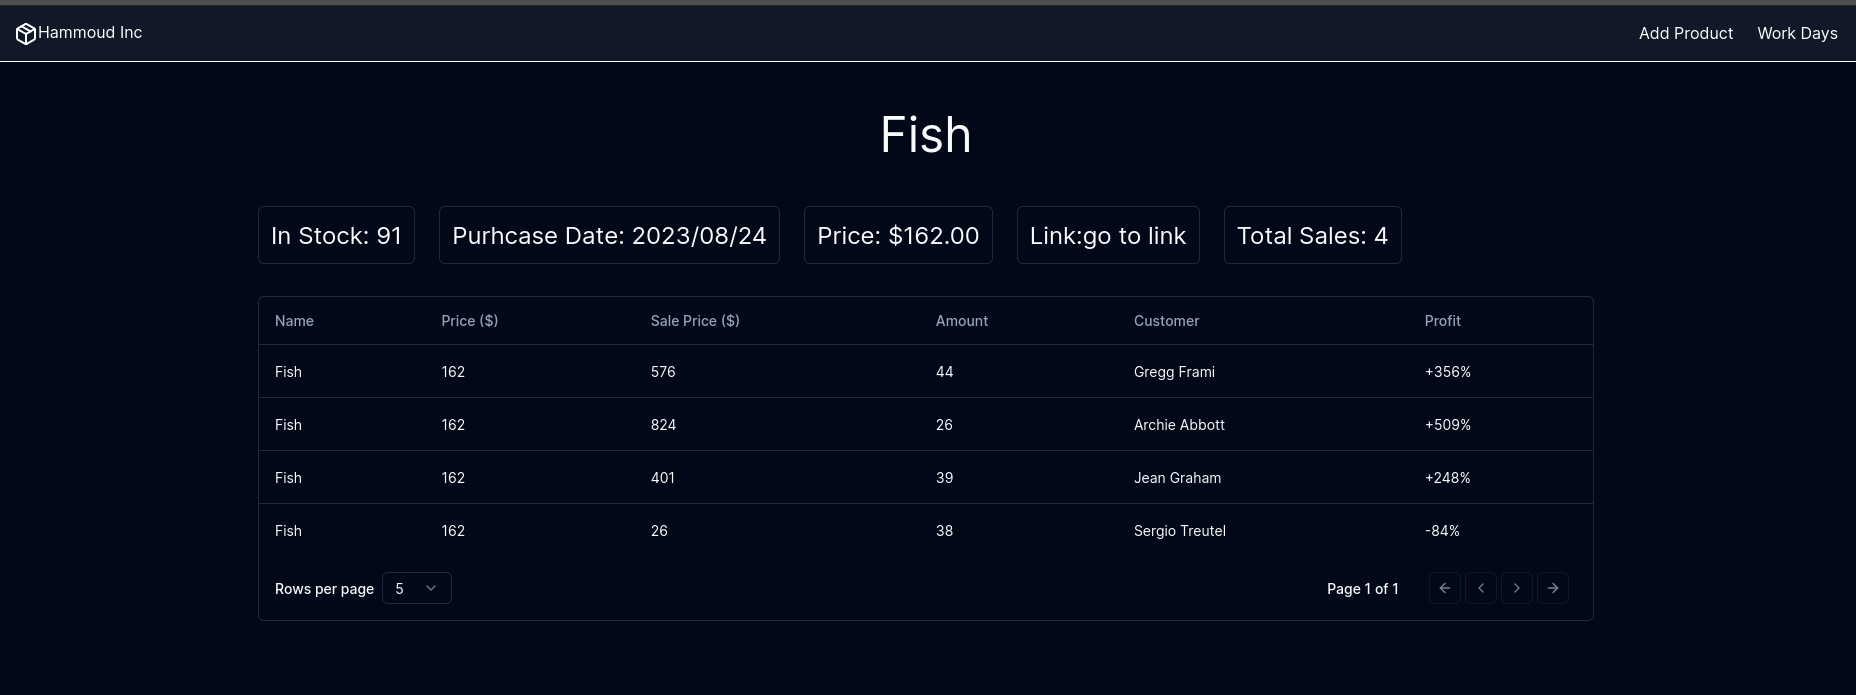 Hammoud Inc
Add Product Work Days
Fish
In Stock: 91
Purhcase Date: 2023/08/24
Price: $162.00
Link:go to link
Total Sales: 4
Name Price ($) Sale Price ($) Amount Customer Profit
Fish 162 576 44 Gregg Frami +356%
Fish 162 824 26 Archie Abbott +509%
Fish 162 401 39 Jean Graham +248%
Fish 162 26 38 Sergio Treutel -84%
Rows per page 5 Page 1 of 1